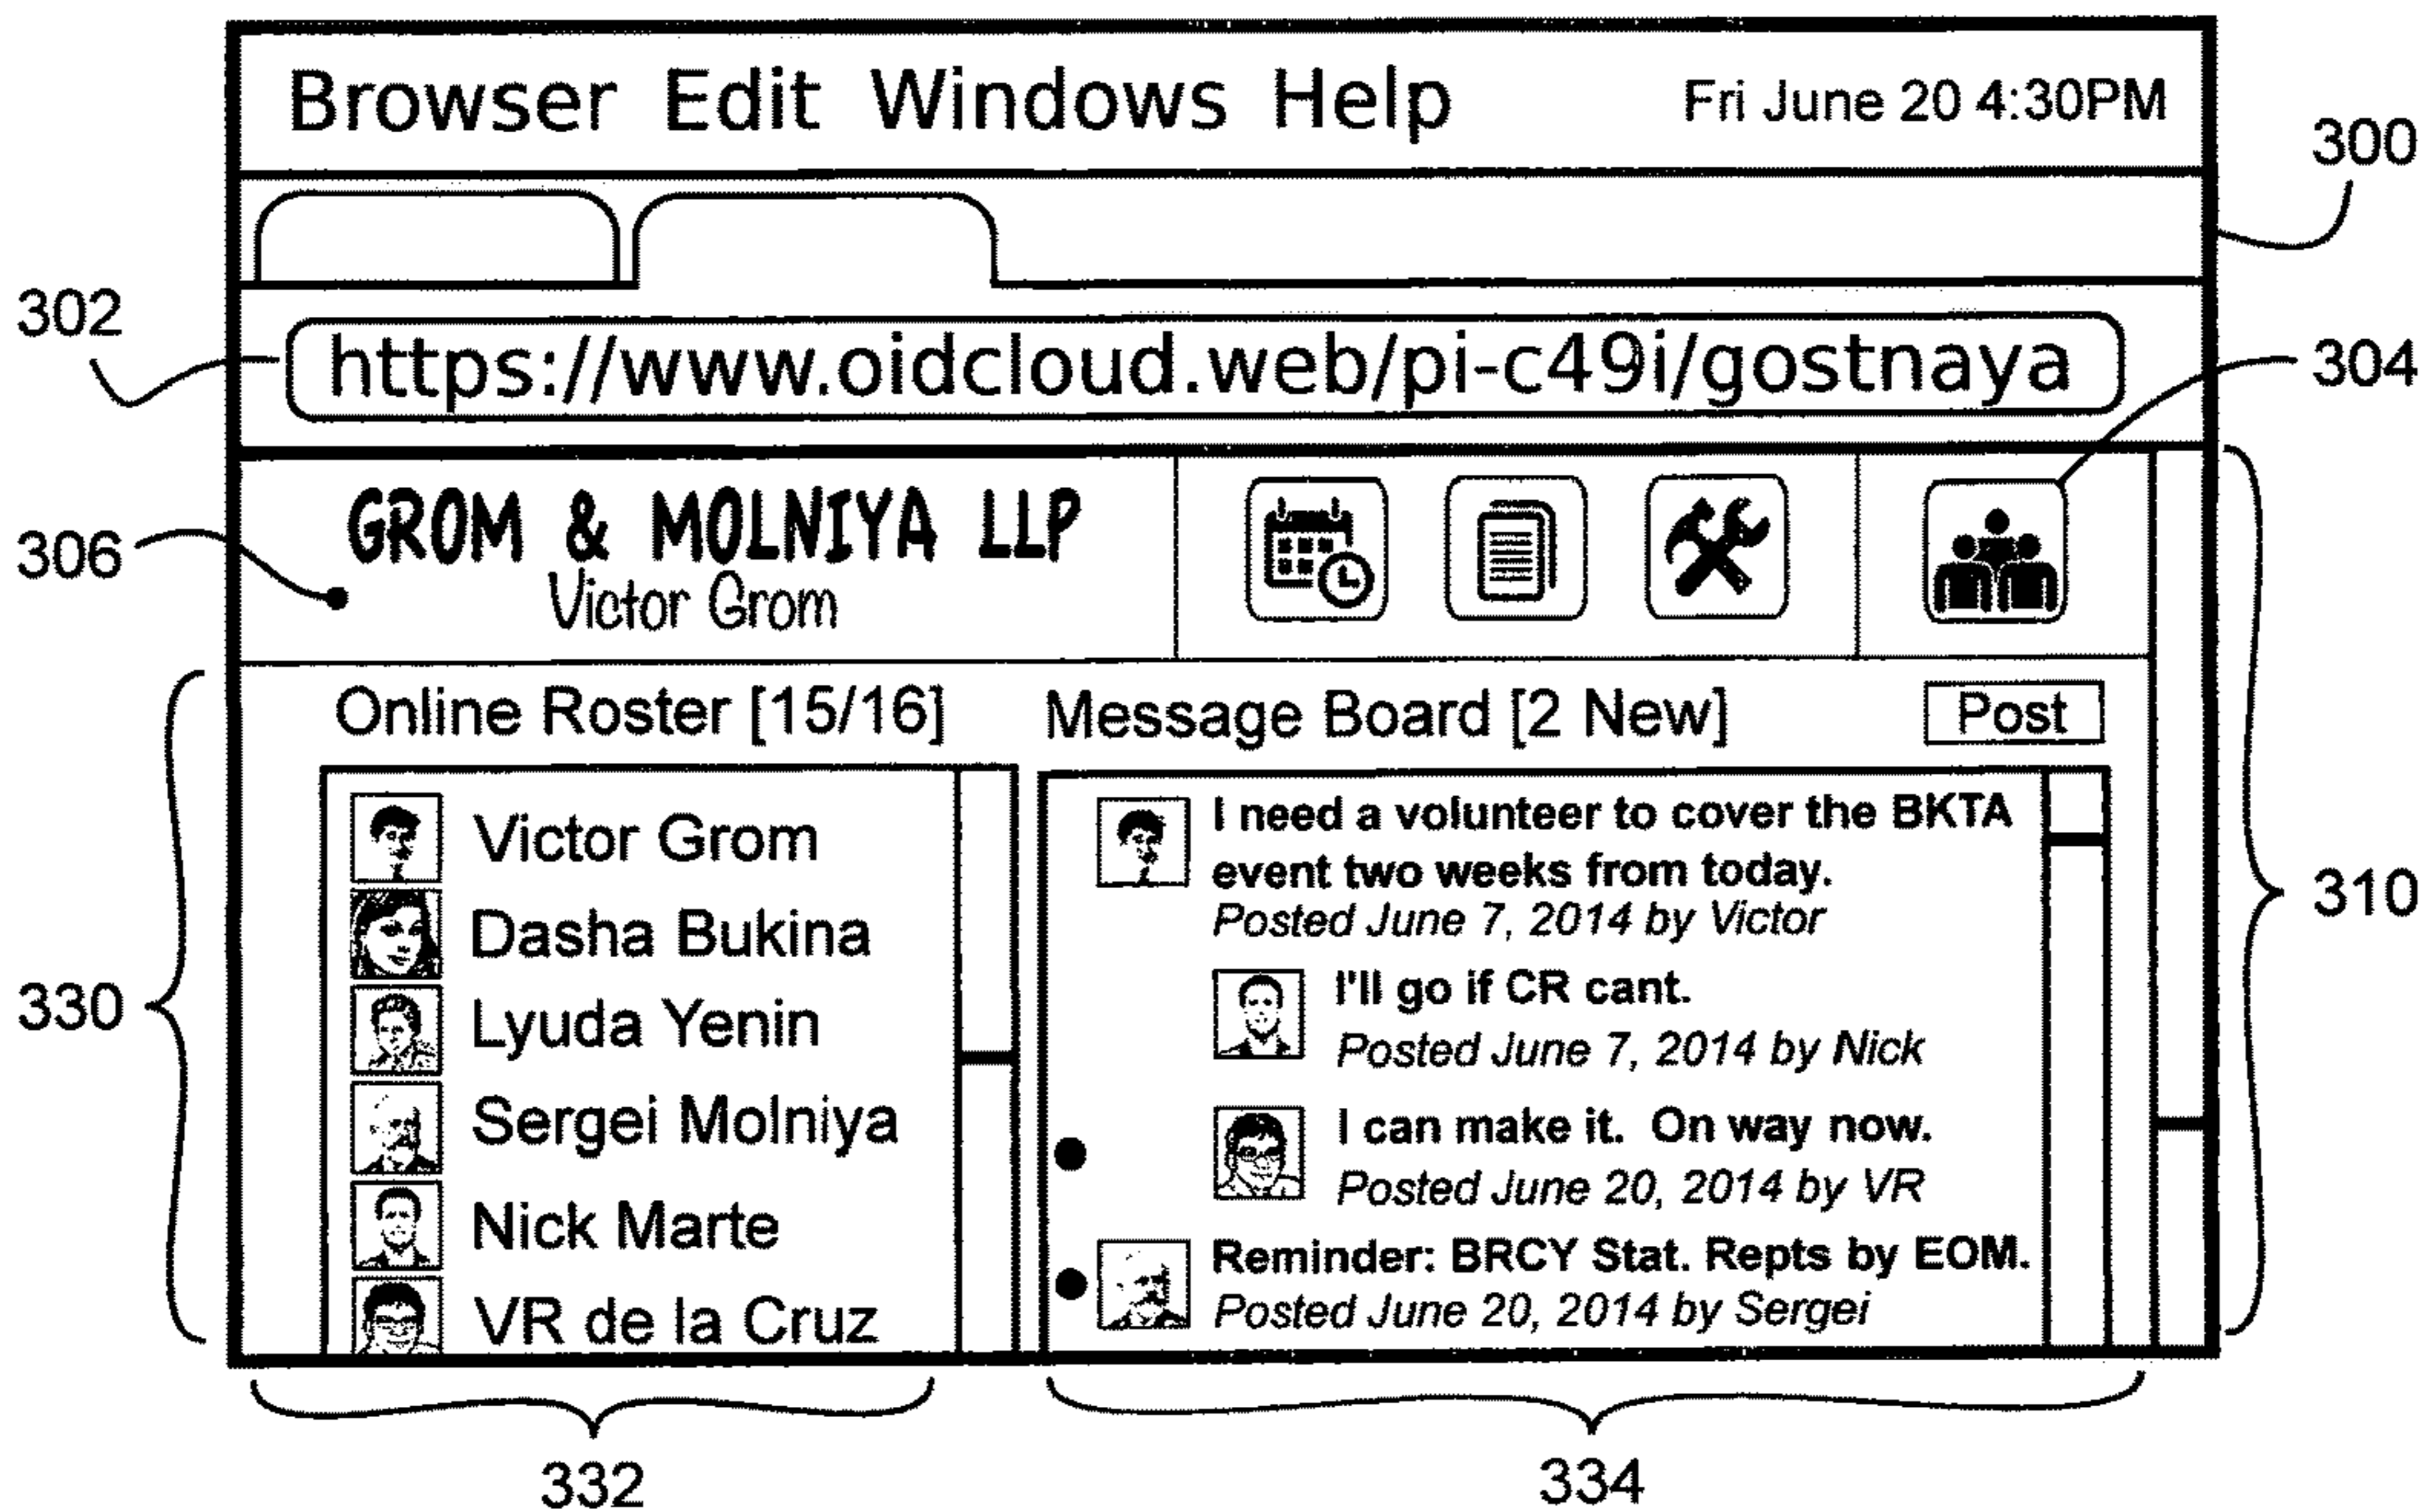 Browser Edit Windows Help Fri June 20 4:30PM
300
302
https://www.oidcloud.web/pi-c49i/gostnaya
304
306
GROM & MOLNIYA LLP
Victor Grom
310
330
Online Roster [15/16]
Victor Grom
Dasha Bukina
Lyuda Yenin
Sergei Molniya
Nick Marte
VR de la Cruz
332
Message Board [2 New] Post
I need a volunteer to cover the BKTA
event two weeks from today.
Posted June 7, 2014 by Victor
I'll go if CR cant.
Posted June 7, 2014 by Nick
I can make it. On way now.
Posted June 20, 2014 by VR
Reminder: BRCY Stat. Repts by EOM.
Posted June 20, 2014 by Sergei
334